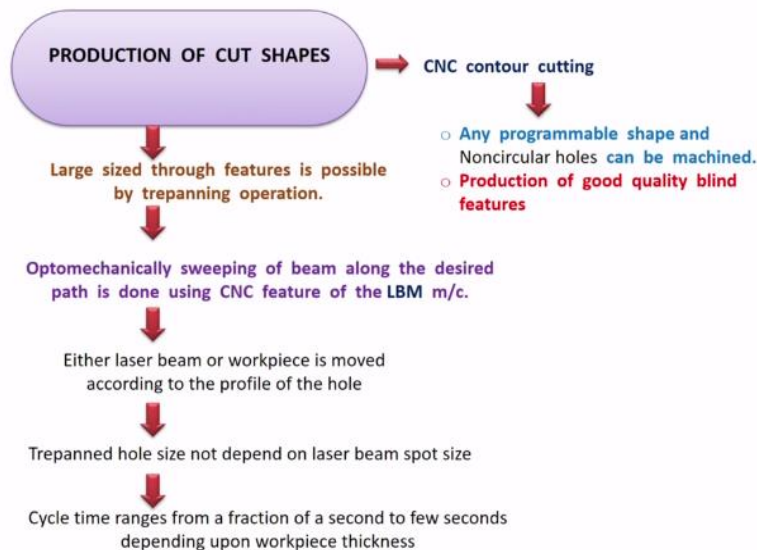 PRODUCTION OF CUT SHAPES
CNC contour cutting
Any programmable shape and
Noncircular holes can be machined.
Production of good quality blind
features
Large sized through features is possible
by trepanning operation.
Optomechanically sweeping of beam along the desired
path is done using CNC feature of the LBM m/c.
Either laser beam or workpiece is moved
according to the profile of the hole
Trepanned hole size not depend on laser beam spot size
Cycle time ranges from a fraction of a second to few seconds
depending upon workpiece thickness